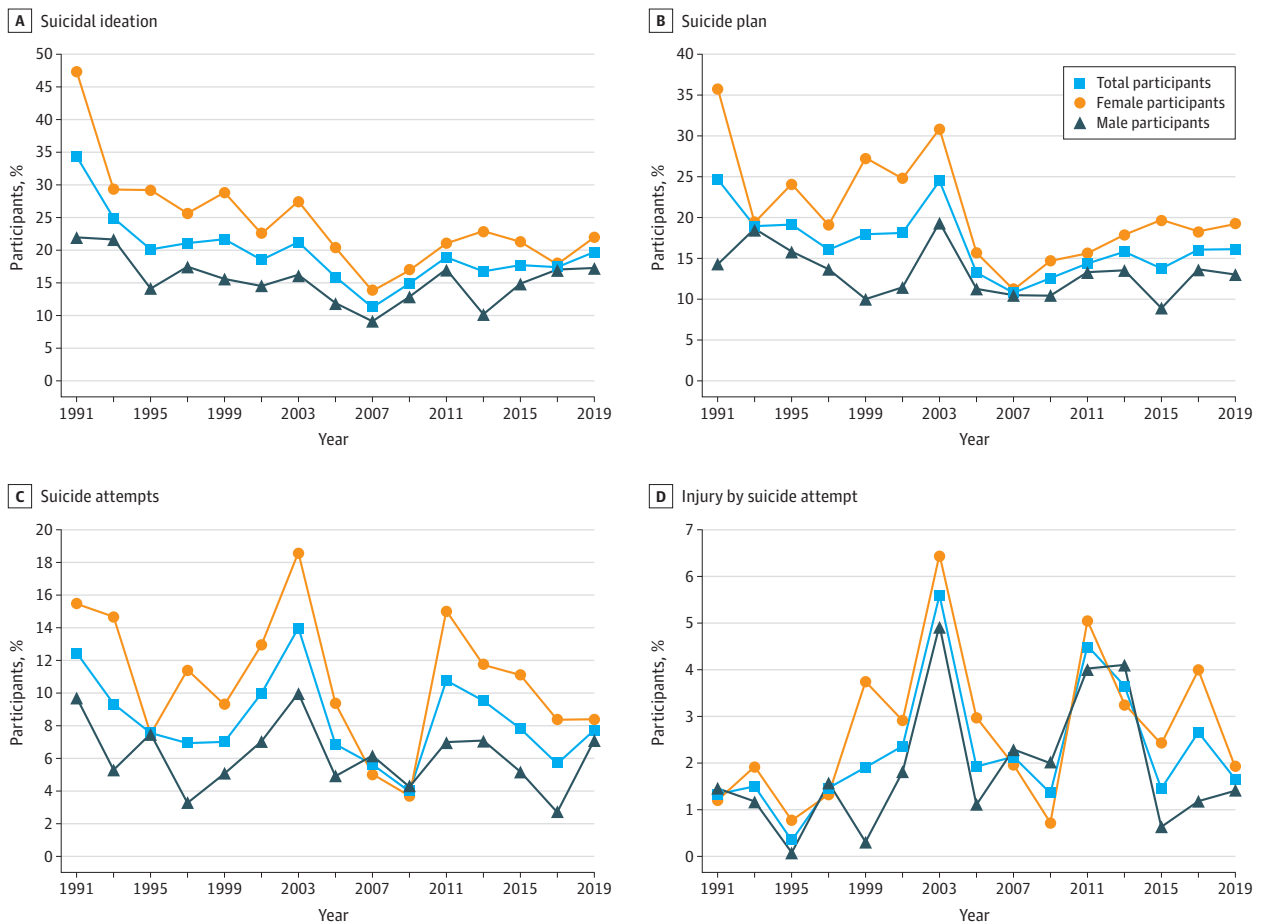 A Suicidal ideation
50
45
40
35
30
25
20
15
10
5
0
Participants, %
1991 1995 1999 2003 2007 2011 2015 2019
Year
B Suicide plan
40
35
30
25
20
15
10
5
0
Participants, %
Total participants
Female participants
Male participants
1991 1995 1999 2003 2007 2011 2015 2019
Year
C Suicide attempts
20
18
16
14
12
10
8
6
4
2
0
Participants, %
1991 1995 1999 2003 2007 2011 2015 2019
Year
D Injury by suicide attempt
7
6
5
4
3
2
1
0
Participants, %
1991 1995 1999 2003 2007 2011 2015 2019
Year